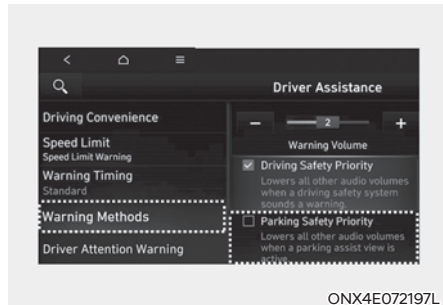 Driver Assistance
Driving Convenience
Speed Limit
Speed Limit Warning
Warning Timing
Standard
Warning Methods
Driver Attention Warning
2
Warning Volume
Driving Safety Priority
Lowers all other audio volumes
when a driving safety system
sounds a warning.
Parking Safety Priority
Lowers all other audio volumes
when a parking assist view is
active.
ONX4E072197L